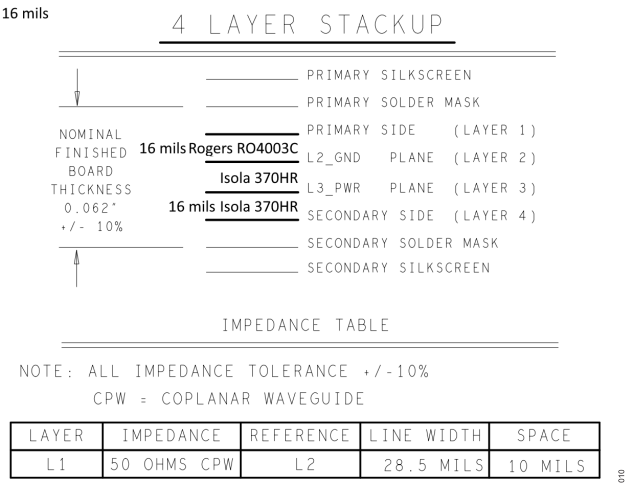 16 mils
4 LAYER STACKUP
PRIMARY SILKSCREEN
PRIMARY SOLDER MASK
PRIMARY SIDE (LAYER 1)
16 mils Rogers RO4003C
L2_GND PLANE (LAYER 2)
Isola 370HR
L3_PWR PLANE (LAYER 3)
16 mils Isola 370HR
SECONDARY SIDE (LAYER 4)
SECONDARY SOLDER MASK
SECONDARY SILKSCREEN
NOMINAL
FINISHED
BOARD
THICKNESS
0.062"
+/- 10%
IMPEDANCE TABLE
NOTE: ALL IMPEDANCE TOLERANCE +/-10%
CPW = COPLANAR WAVEGUIDE
LAYER IMPEDANCE REFERENCE LINE WIDTH SPACE
L1 50 OHMS CPW L2 28.5 MILS 10 MILS
010